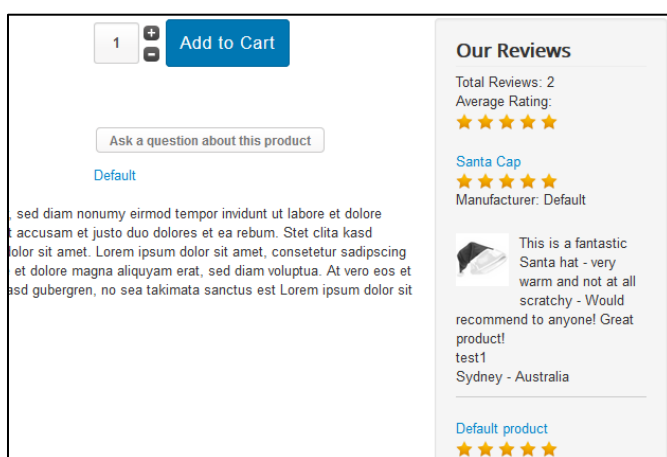 1
Add to Cart
Ask a question about this product
Default
, sed diam nonumy eirmod tempor invidunt ut labore et dolore
t accusam et justo duo dolores et ea rebum. Stet clita kasd
dolor sit amet. Lorem ipsum dolor sit amet, consetetur sadipscing
et dolore magna aliquyam erat, sed diam voluptua. At vero eos et
asd gubergren, no sea takimata sanctus est Lorem ipsum dolor sit
Our Reviews
Total Reviews: 2
Average Rating:
Santa Cap
Manufacturer: Default
This is a fantastic
Santa hat - very
warm and not at all
scratchy - Would
recommend to anyone! Great
product!
test1
Sydney - Australia
Default product